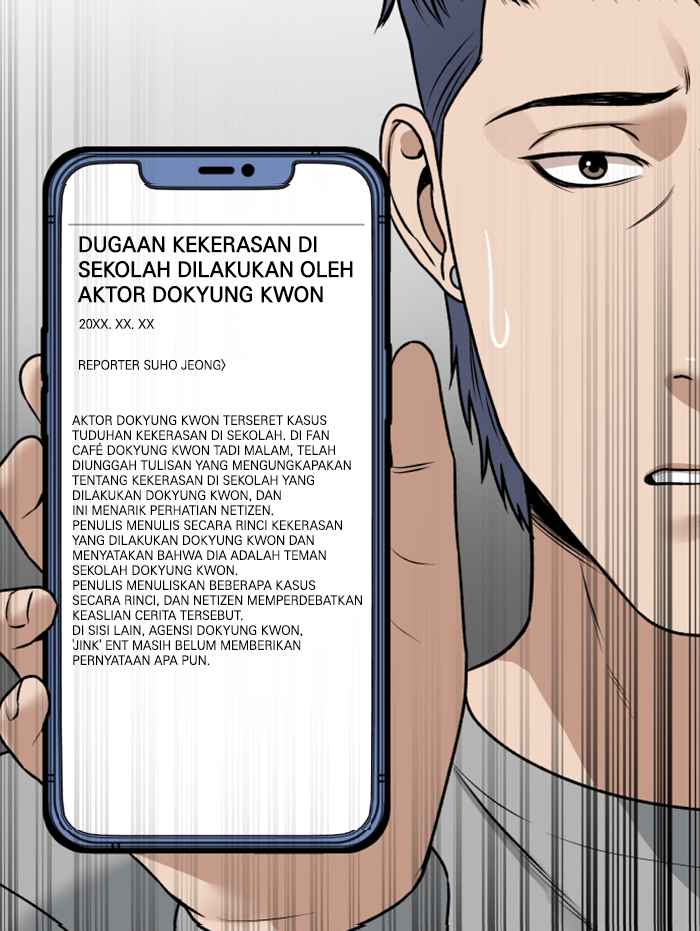 DUGAAN KEKERASAN DI
SEKOLAH DILAKUKAN OLEH
AKTOR DOKYUNG KWON
20XX. XX. XX
REPORTER SUHO JEONG〉
AKTOR DOKYUNG KWON TERSERET KASUS
TUDUHAN KEKERASAN DI SEKOLAH. DI FAN
CAFÉ DOKYUNG KWON TADI MALAM, TELAH
DIUNGGAH TULISAN YANG MENGUNGKAPAKAN
TENTANG KEKERASAN DI SEKOLAH YANG
DILAKUKAN DOKYUNG KWON, DAN
INI MENARIK PERHATIAN NETIZEN.
PENULIS MENULIS SECARA RINCI KEKERASAN
YANG DILAKUKAN DOKYUNG KWON DAN
MENYATAKAN BAHWA DIA ADALAH TEMAN
SEKOLAH DOKYUNG KWON.
PENULIS MENULISKAN BEBERAPA KASUS
SECARA RINCI, DAN NETIZEN MEMPERDEBATKAN
KEASLIAN CERITA TERSEBUT.
DI SISI LAIN, AGENSI DOKYUNG KWON,
'JINK' ENT MASIH BELUM MEMBERIKAN
PERNYATAAN APA PUN.